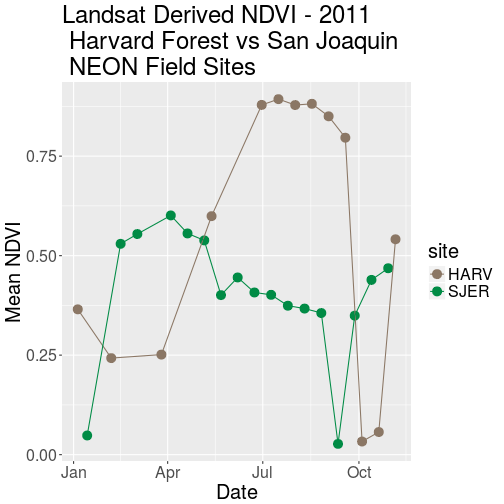 Landsat Derived NDVI - 2011
Harvard Forest vs San Joaquin
NEON Field Sites
Mean NDVI
0.75
0.50
0.25
0.00
Jan Apr Jul Oct
Date
site
HARV
SJER